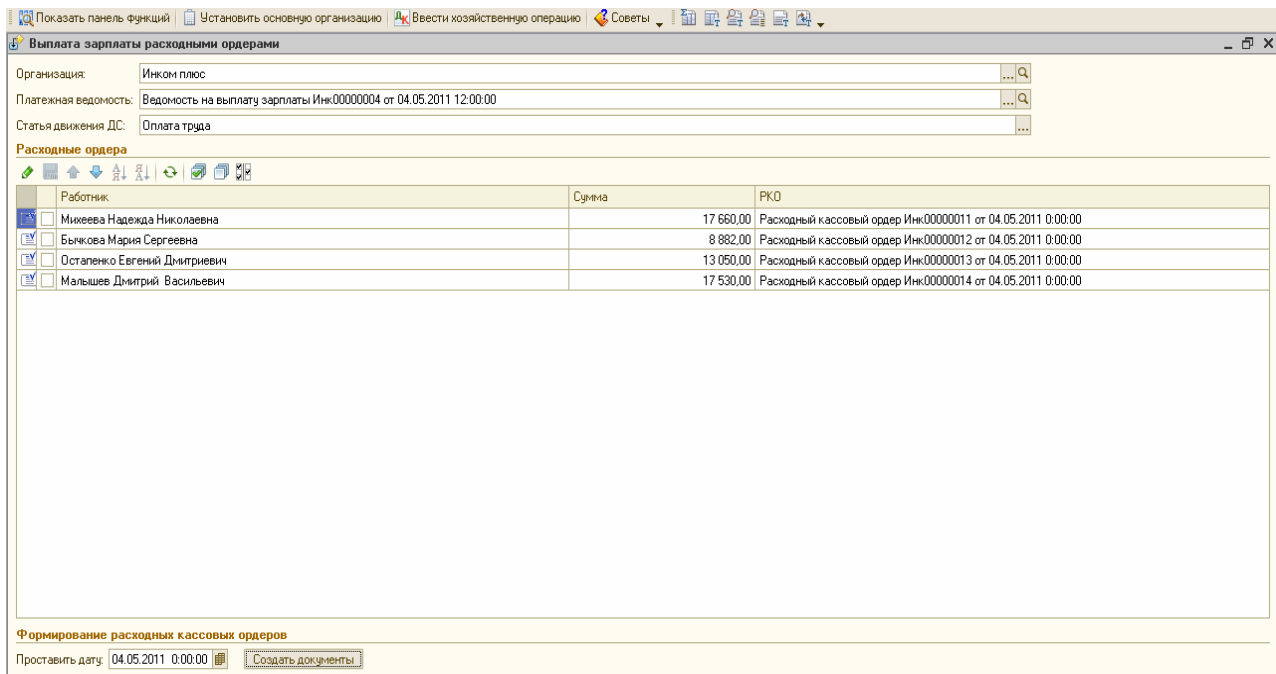 Показать панель функций Установить основную организацию Ввести хозяйственную операцию Советы
Выплата зарплаты расходными ордерами
Организация: Инком плюс
Платежная ведомость: Ведомость на выплату зарплаты Инк00000004 от 04.05.2011 12:00:00
Статья движения ДС: Оплата труда
Расходные ордера
Работник Сумма РКО
Михеева Надежда Николаевна 17 660,00 Расходный кассовый ордер Инк00000011 от 04.05.2011 0:00:00
Бычкова Мария Сергеевна 8 882,00 Расходный кассовый ордер Инк00000012 от 04.05.2011 0:00:00
Остапенко Евгений Дмитриевич 13 050,00 Расходный кассовый ордер Инк00000013 от 04.05.2011 0:00:00
Малышев Дмитрий Васильевич 17 530,00 Расходный кассовый ордер Инк00000014 от 04.05.2011 0:00:00
Формирование расходных кассовых ордеров
Проставить дату: 04.05.2011 0:00:00 Создать документы